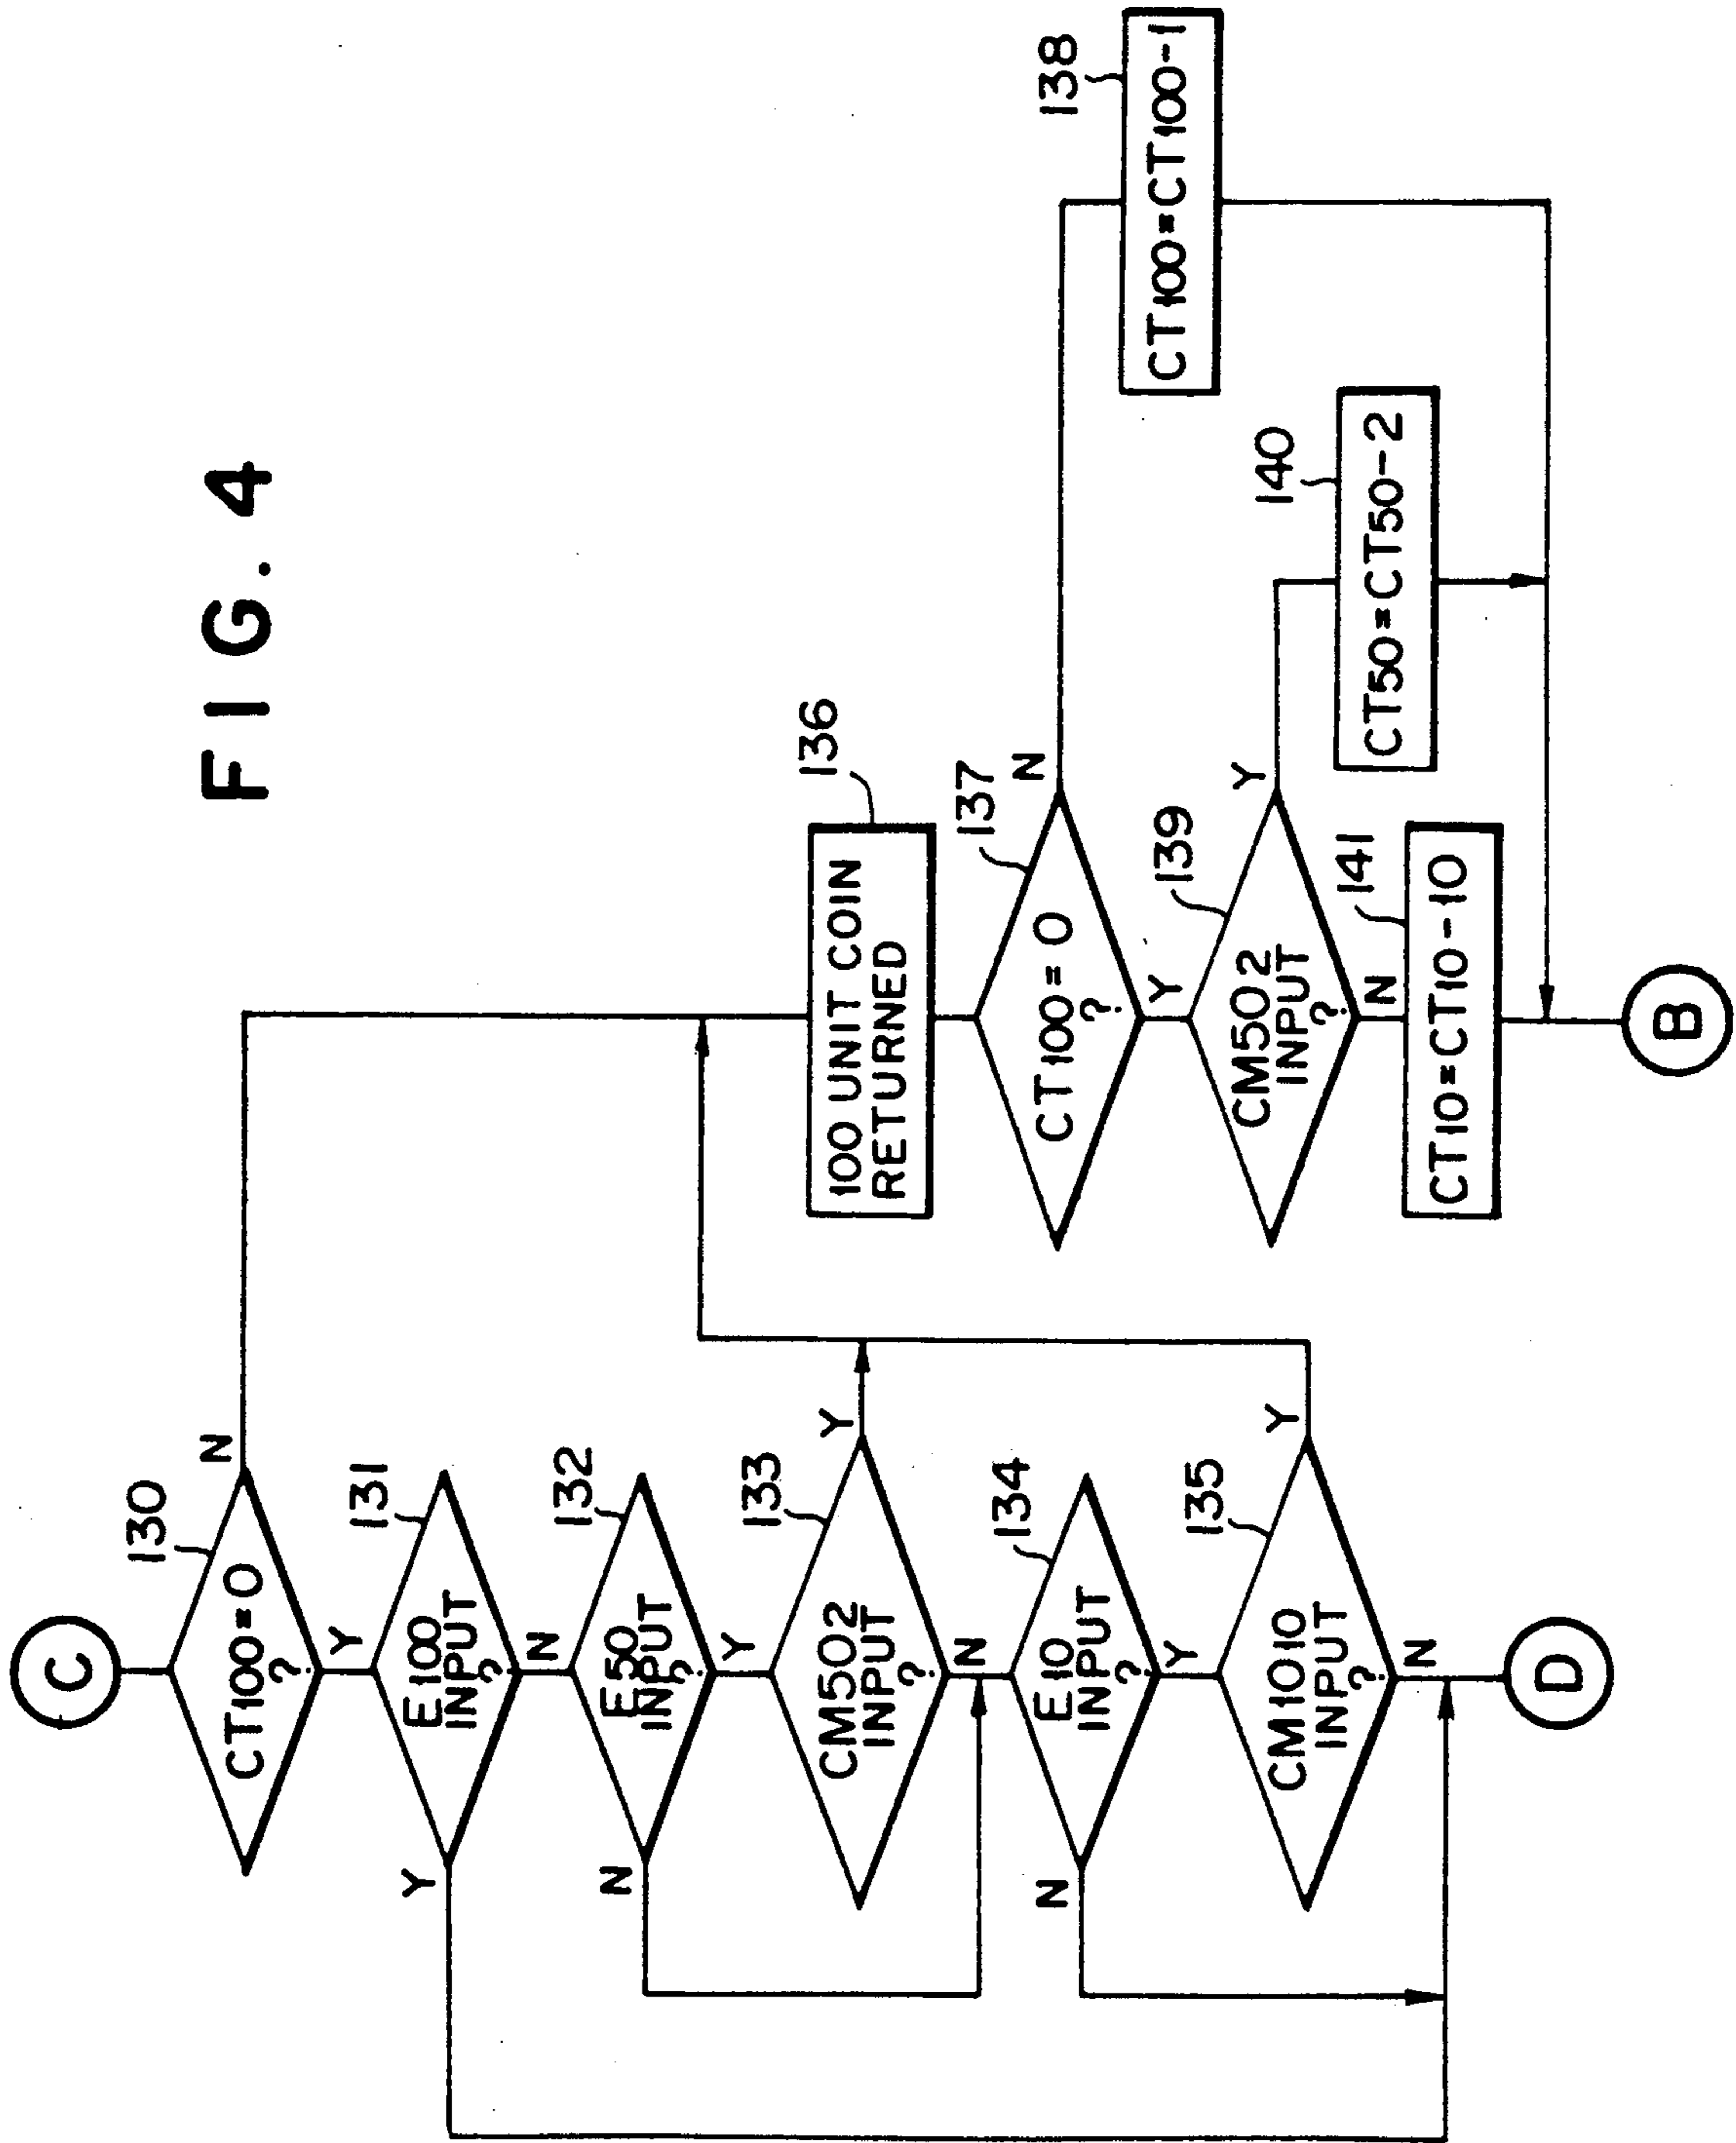 FIG. 4
C
130
CT100=0
?
N
Y
131
E100
INPUT
?
Y
N
132
E50
INPUT
?
N
Y
133
CM502
INPUT
?
Y
N
134
E10
INPUT
?
N
Y
135
CM1010
INPUT
?
Y
N
D
136
100 UNIT COIN
RETURNED
137
CT100=0
?
N
Y
138
CT100=CT100-1
139
CM502
INPUT
?
Y
N
140
CT50=CT50-2
141
CT10=CT10-10
B